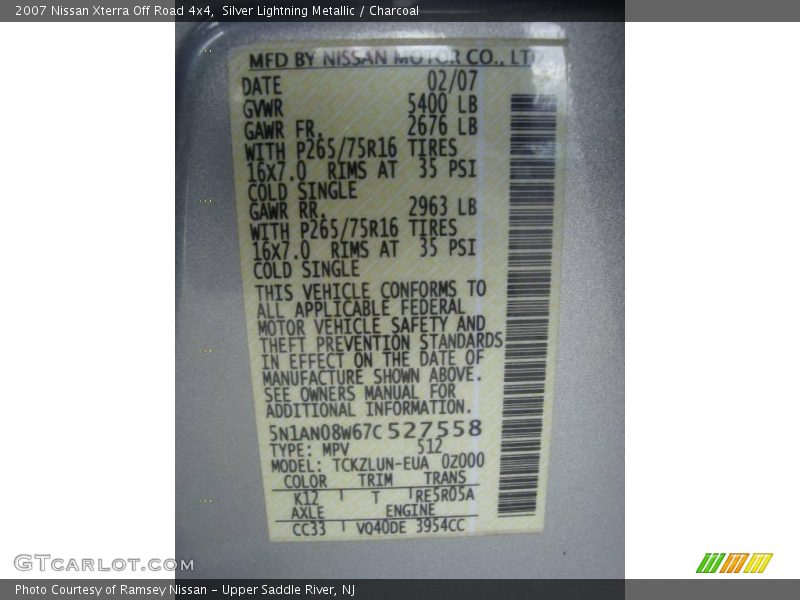 2007 Nissan Xterra Off Road 4x4, Silver Lightning Metallic / Charcoal
MFD BY NISSAN MOTOR CO., LTD
DATE 02/07
GVWR 5400 LB
GAWR FR. 2676 LB
WITH P265/75R16 TIRES
16X7.0 RIMS AT 35 PSI
COLD SINGLE
GAWR RR. 2963 LB
WITH P265/75R16 TIRES
16X7.0 RIMS AT 35 PSI
COLD SINGLE
THIS VEHICLE CONFORMS TO
ALL APPLICABLE FEDERAL
MOTOR VEHICLE SAFETY AND
THEFT PREVENTION STANDARDS
IN EFFECT ON THE DATE OF
MANUFACTURE SHOWN ABOVE.
SEE OWNERS MANUAL FOR
ADDITIONAL INFORMATION.
5N1AN08W67C527558
TYPE: MPV 512
MODEL: TCKZLUN-EUA 0Z000
COLOR TRIM TRANS
K12 T RE5R05A
AXLE ENGINE
CC33 VQ40DE 3954CC
GTCARLOT.COM
Photo Courtesy of Ramsey Nissan - Upper Saddle River, NJ